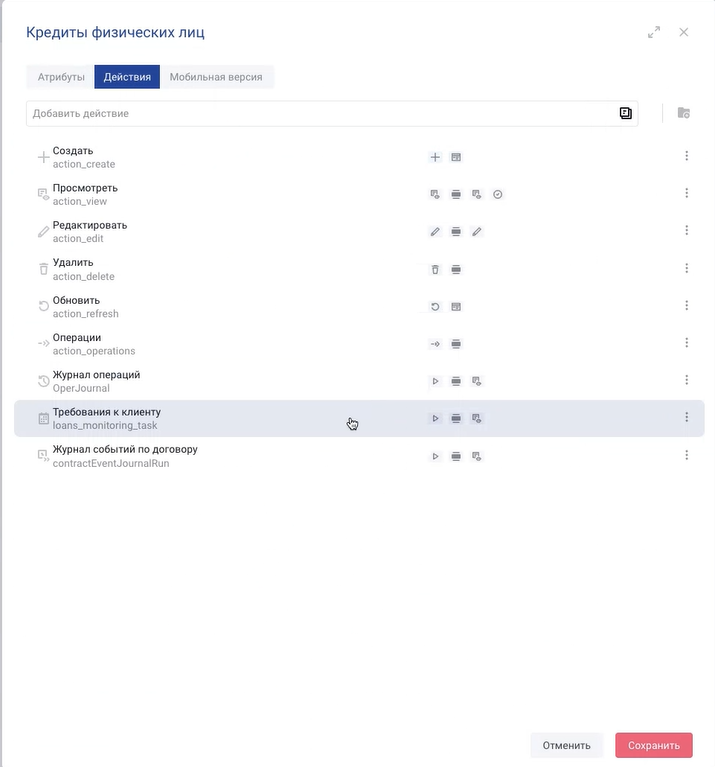 Кредиты физических лиц
Атрибуты Действия Мобильная версия
Добавить действие
Создать
action_create
Просмотреть
action_view
Редактировать
action_edit
Удалить
action_delete
Обновить
action_refresh
Операции
action_operations
Журнал операций
OperJournal
Требования к клиенту
loans_monitoring_task
Журнал событий по договору
contractEventJournalRun
Отменить Сохранить